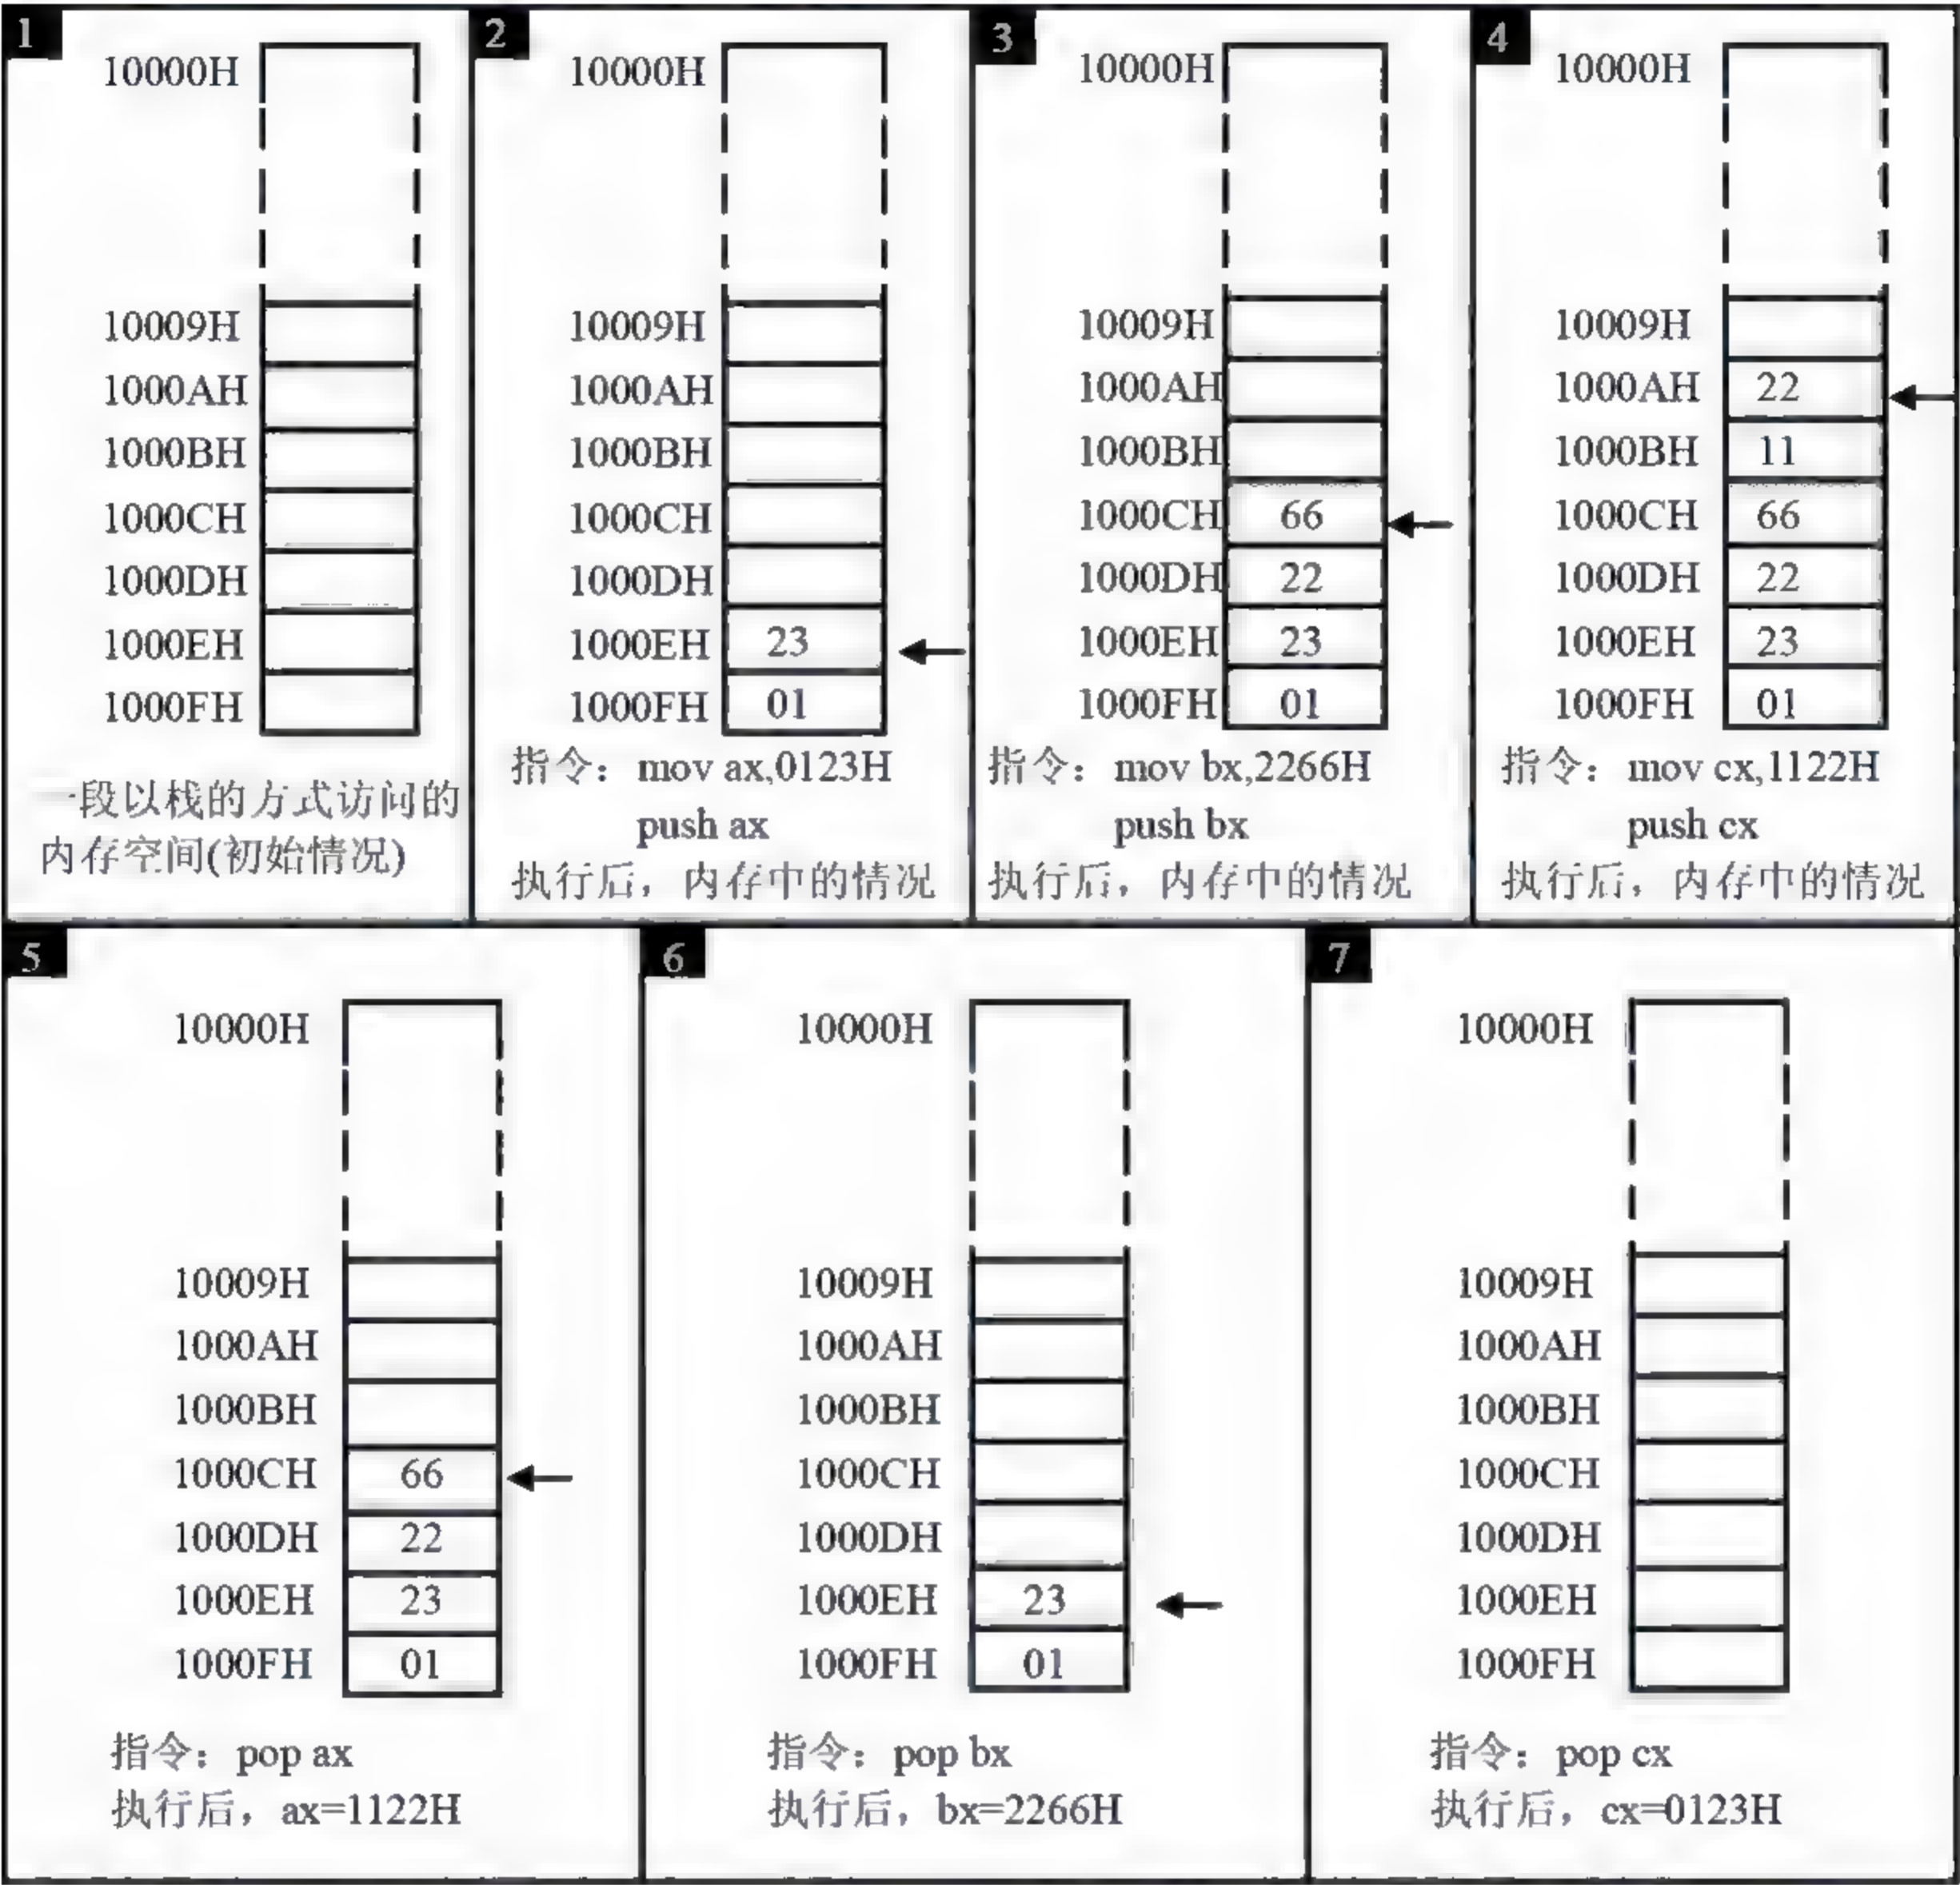 1
10000H
10009H
1000AH
1000BH
1000CH
1000DH
1000EH
1000FH
一段以栈的方式访问的
内存空间(初始情况)
2
10000H
10009H
1000AH
1000BH
1000CH
1000DH
1000EH 23
1000FH 01
指令：mov ax,0123H
push ax
执行后，内存中的情况
3
10000H
10009H
1000AH
1000BH
1000CH 66
1000DH 22
1000EH 23
1000FH 01
指令：mov bx,2266H
push bx
执行后，内存中的情况
4
10000H
10009H
1000AH 22
1000BH 11
1000CH 66
1000DH 22
1000EH 23
1000FH 01
指令：mov cx,1122H
push cx
执行后，内存中的情况
5
10000H
10009H
1000AH
1000BH
1000CH 66
1000DH 22
1000EH 23
1000FH 01
指令：pop ax
执行后，ax=1122H
6
10000H
10009H
1000AH
1000BH
1000CH
1000DH
1000EH 23
1000FH 01
指令：pop bx
执行后，bx=2266H
7
10000H
10009H
1000AH
1000BH
1000CH
1000DH
1000EH
1000FH
指令：pop cx
执行后，cx=0123H